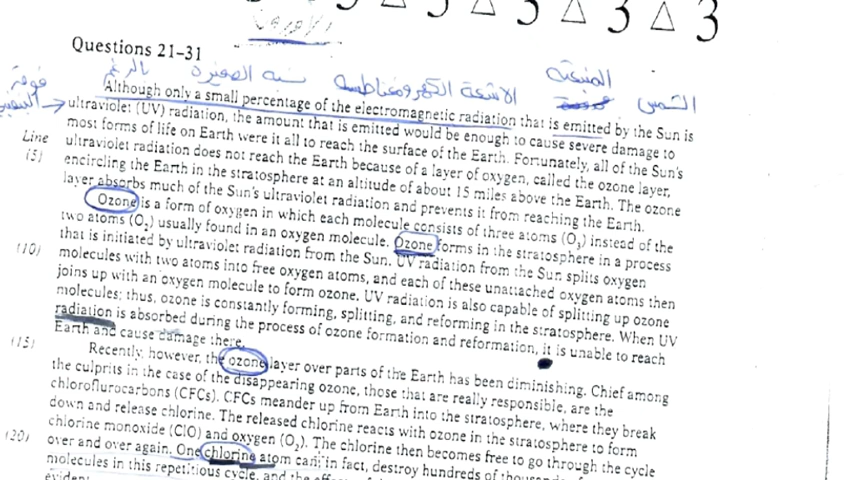 3 △ 3 △ 3 △ 3 △ 3
الأوزون
Questions 21–31
فوقة البنفسجية بالرغم نسبه الصغيره الاشعة الكهرومغناطيسه المنبعثه الشمس
Although only a small percentage of the electromagnetic radiation that is emitted by the Sun is
ultraviolet (UV) radiation, the amount that is emitted would be enough to cause severe damage to
most forms of life on Earth were it all to reach the surface of the Earth. Fortunately, all of the Sun's
Line
ultraviolet radiation does not reach the Earth because of a layer of oxygen, called the ozone layer,
(5) encircling the Earth in the stratosphere at an altitude of about 15 miles above the Earth. The ozone
layer absorbs much of the Sun's ultraviolet radiation and prevents it from reaching the Earth.
Ozone is a form of oxygen in which each molecule consists of three atoms (O₃) instead of the
two atoms (O₂) usually found in an oxygen molecule. Ozone forms in the stratosphere in a process
that is initiated by ultraviolet radiation from the Sun. UV radiation from the Sun splits oxygen
(10) molecules with two atoms into free oxygen atoms, and each of these unattached oxygen atoms then
joins up with an oxygen molecule to form ozone. UV radiation is also capable of splitting up ozone
molecules; thus, ozone is constantly forming, splitting, and reforming in the stratosphere. When UV
radiation is absorbed during the process of ozone formation and reformation, it is unable to reach
Earth and cause damage there.
(15) Recently, however, the ozone layer over parts of the Earth has been diminishing. Chief among
the culprits in the case of the disappearing ozone, those that are really responsible, are the
chloroflurocarbons (CFCs). CFCs meander up from Earth into the stratosphere, where they break
down and release chlorine. The released chlorine reacts with ozone in the stratosphere to form
chlorine monoxide (ClO) and oxygen (O₂). The chlorine then becomes free to go through the cycle
(20) over and over again. One chlorine atom can, in fact, destroy hundreds of thousands of
molecules in this repetitious cycle, and the
evident